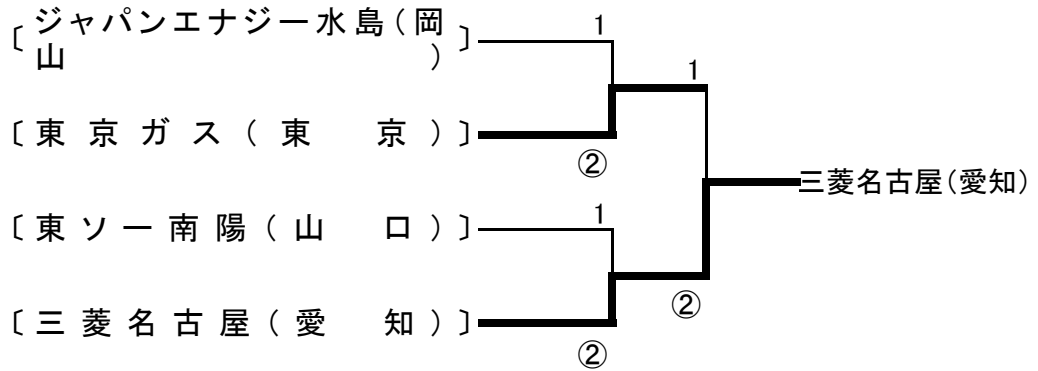 〔ジャパンエナジー水島(岡山)〕
1
1
〔東京ガス(東 京)〕
②
三菱名古屋(愛知)
〔東ソー南陽(山 口)〕
1
②
〔三菱名古屋(愛 知)〕
②